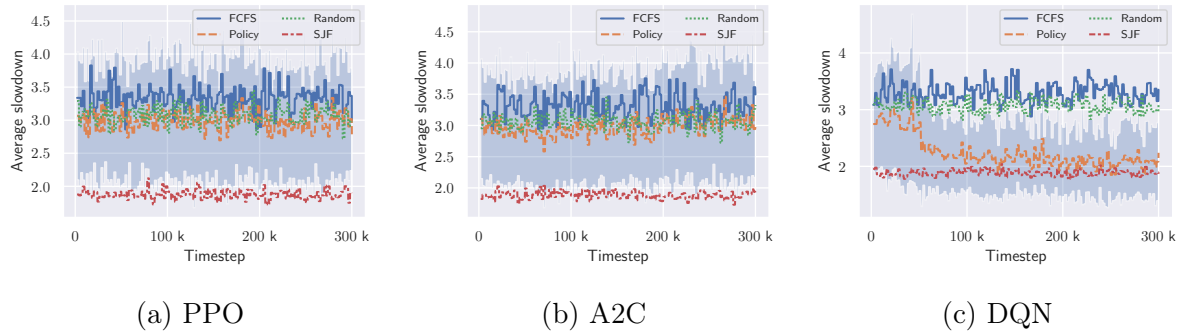 FCFS
Policy
Random
SJF
Average slowdown
4.5
4.0
3.5
3.0
2.5
2.0
0
100 k
200 k
300 k
Timestep
(a) PPO
FCFS
Policy
Random
SJF
Average slowdown
4.5
4.0
3.5
3.0
2.5
2.0
0
100 k
200 k
300 k
Timestep
(b) A2C
FCFS
Policy
Random
SJF
Average slowdown
4
3
2
0
100 k
200 k
300 k
Timestep
(c) DQN